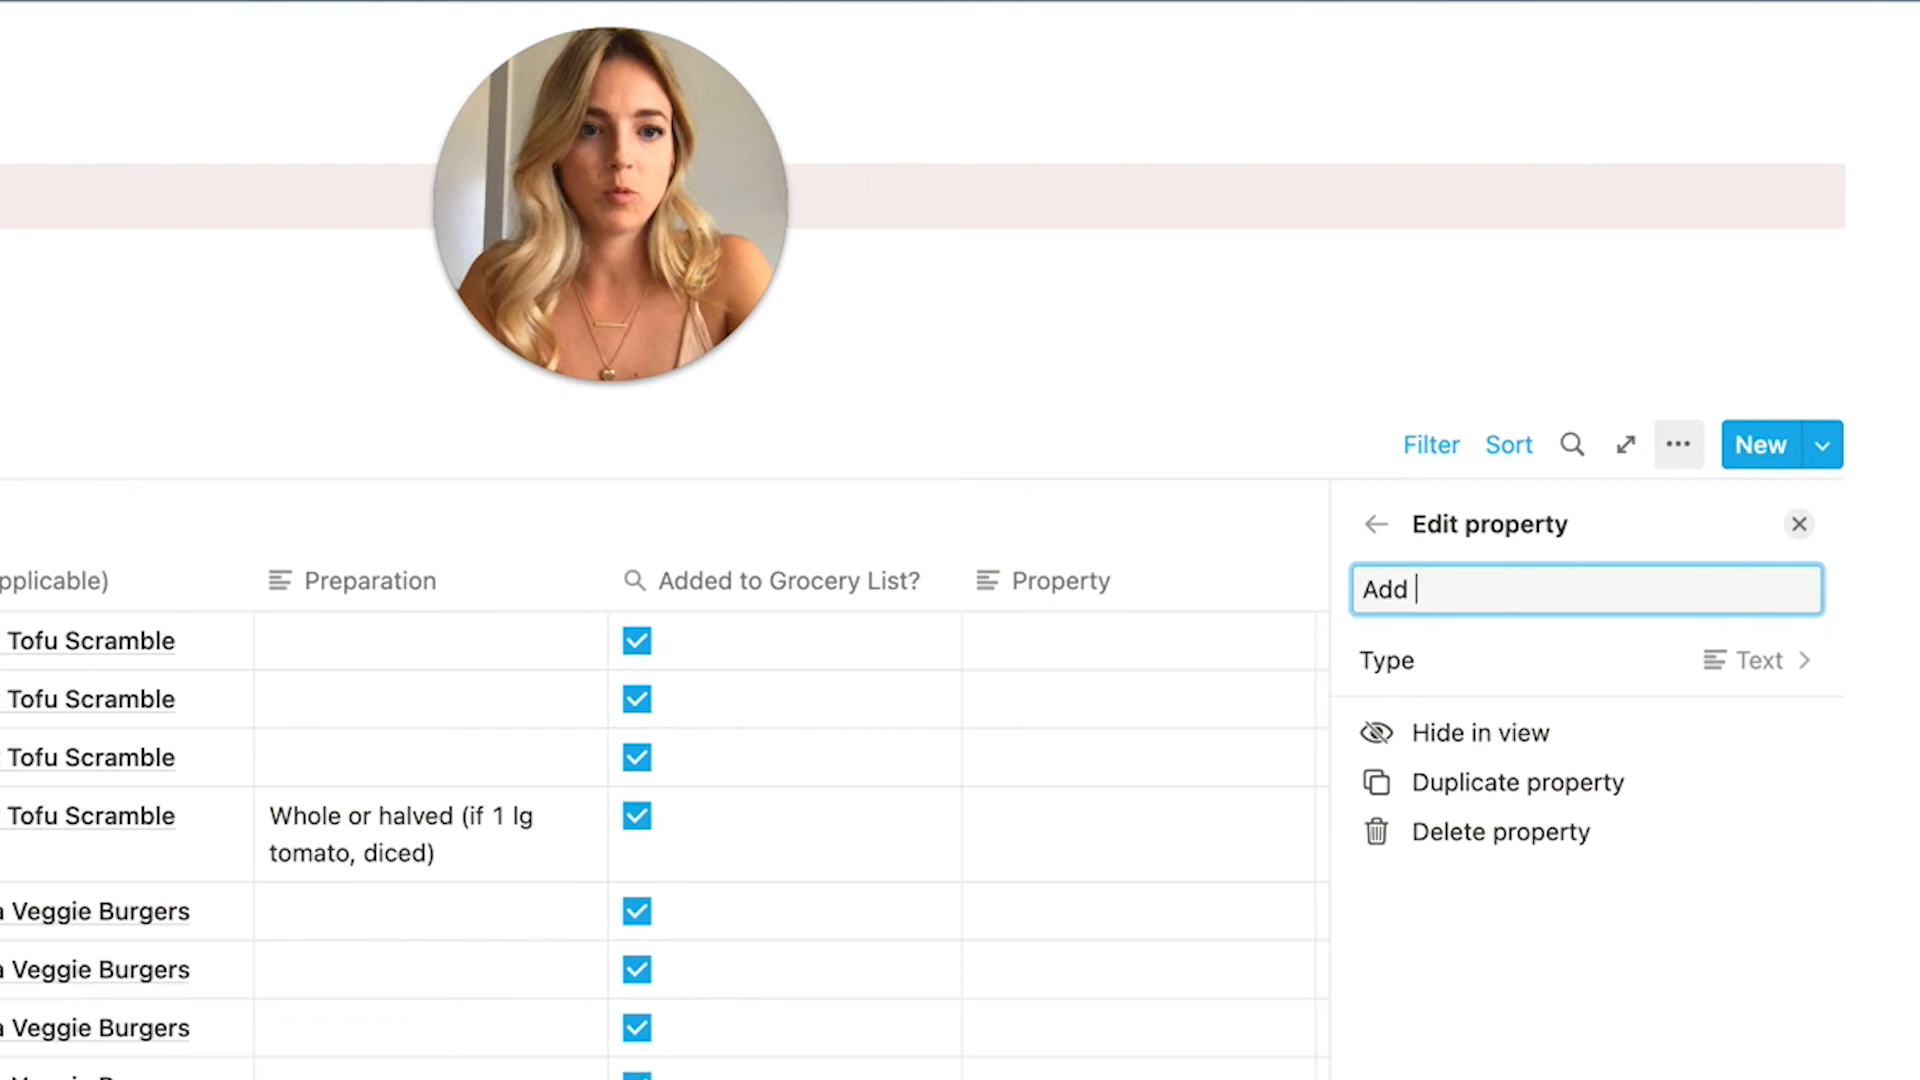 Filter Sort New
Edit property
pplicable) Preparation Added to Grocery List? Property
Add
Tofu Scramble
Type Text
Tofu Scramble
Hide in view
Tofu Scramble
Duplicate property
Tofu Scramble Whole or halved (if 1 lg
tomato, diced)
Delete property
a Veggie Burgers
a Veggie Burgers
a Veggie Burgers